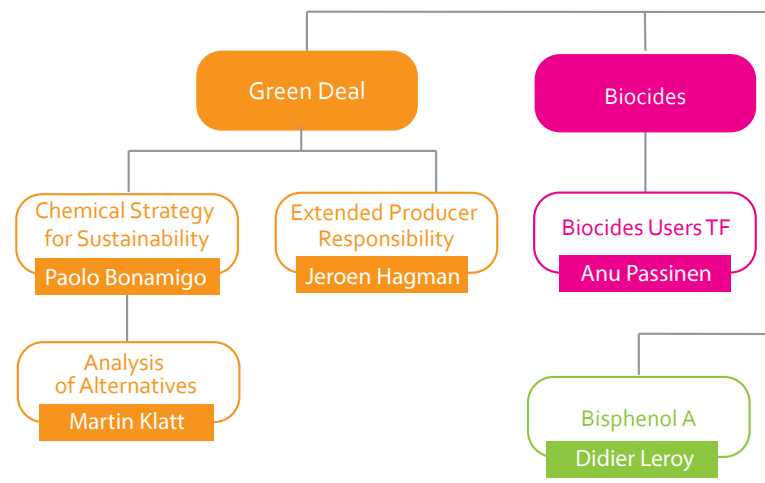 Green Deal
Biocides
Chemical Strategy
for Sustainability
Paolo Bonamigo
Extended Producer
Responsibility
Jeroen Hagman
Biocides Users TF
Anu Passinen
Analysis
of Alternatives
Martin Klatt
Bisphenol A
Didier Leroy